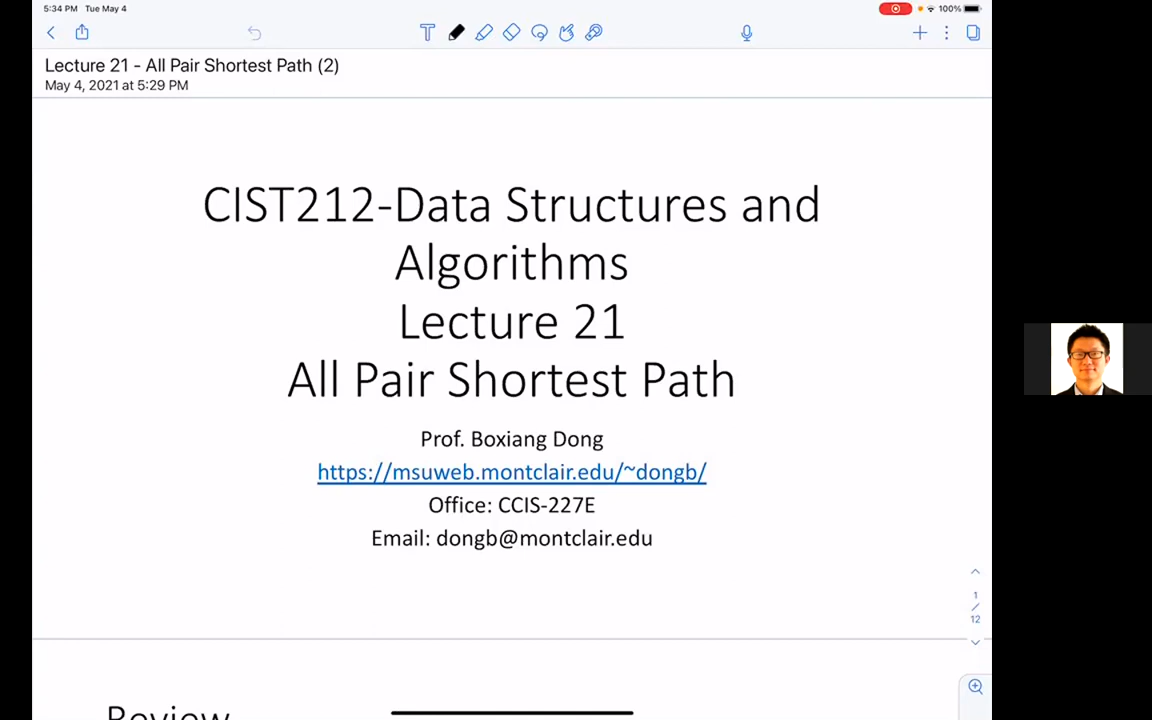 5:34 PM Tue May 4
100%
Lecture 21 - All Pair Shortest Path (2)
May 4, 2021 at 5:29 PM
CIST212-Data Structures and
Algorithms
Lecture 21
All Pair Shortest Path
Prof. Boxiang Dong
https://msuweb.montclair.edu/~dongb/
Office: CCIS-227E
Email: dongb@montclair.edu
1
/
12
Review